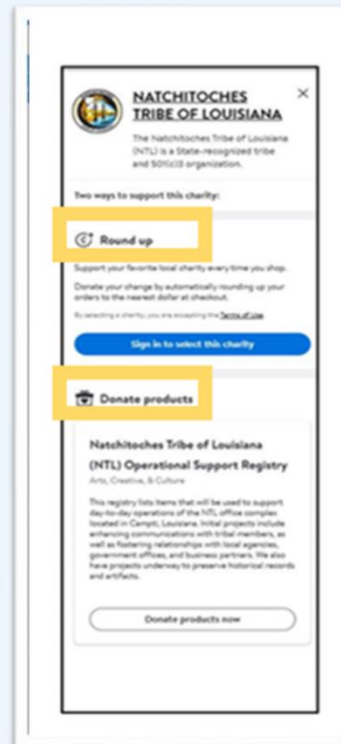 NATCHITOCHES
TRIBE OF LOUISIANA
The Natchitoches Tribe of Louisiana
(NTL) is a State-recognized tribe
and 501(c)3 organization.
Two ways to support this charity:
Round up
Support your favorite local charity every time you shop.
Donate your change by automatically rounding up your
orders to the nearest dollar at checkout.
By selecting a charity, you are accepting the Terms of Use.
Sign in to select this charity
Donate products
Natchitoches Tribe of Louisiana
(NTL) Operational Support Registry
Arts, Creative, & Culture
This registry lists items that will be used to support
day-to-day operations of the NTL office complex
located in Campti, Louisiana. Initial projects include
enhancing communications with tribal members, as
well as fostering relationships with local agencies,
government offices, and business partners. We also
have projects underway to preserve historical records
and artifacts.
Donate products now